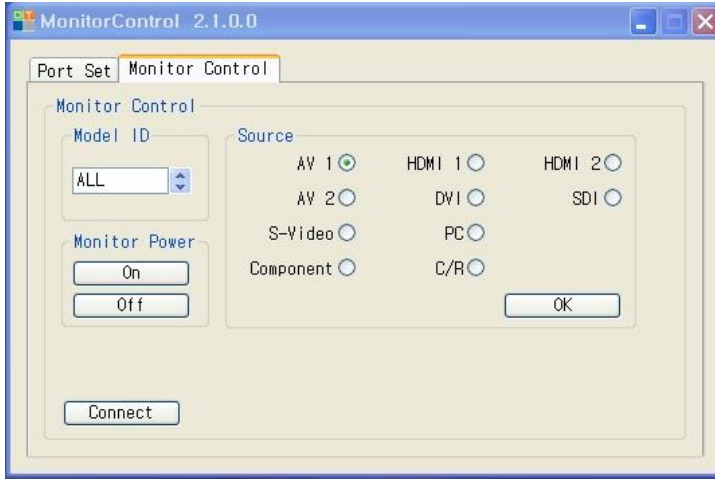 MonitorControl 2.1.0.0
Port Set Monitor Control
Monitor Control
Model ID
ALL
Monitor Power
On
Off
Source
AV 1 HDMI 1 HDMI 2
AV 2 DVI SDI
S-Video PC
Component C/R
OK
Connect